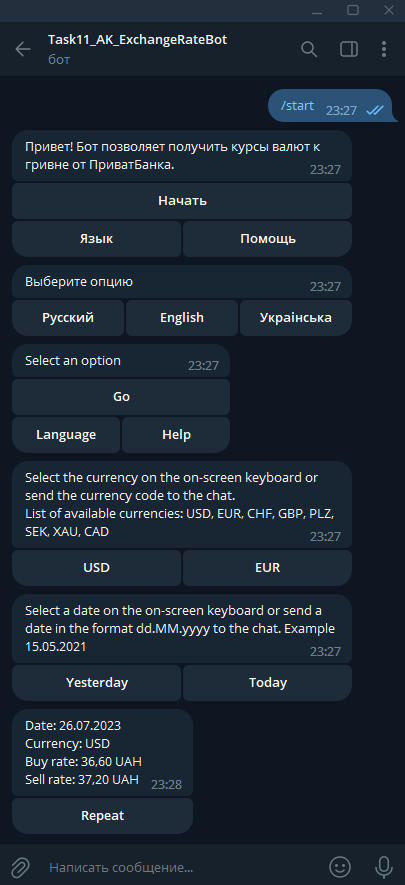 Task11_AK_ExchangeRateBot
бот
/start 23:27
Привет! Бот позволяет получить курсы валют к
гривне от ПриватБанка.
23:27
Начать
Язык Помощь
Выберите опцию
23:27
Русский English Украінська
Select an option
23:27
Go
Language Help
Select the currency on the on-screen keyboard or
send the currency code to the chat.
List of available currencies: USD, EUR, CHF, GBP, PLZ,
SEK, XAU, CAD
23:27
USD EUR
Select a date on the on-screen keyboard or send a
date in the format dd.MM.yyyy to the chat. Example
15.05.2021
23:27
Yesterday Today
Date: 26.07.2023
Currency: USD
Buy rate: 36,60 UAH
Sell rate: 37,20 UAH 23:28
Repeat
Написать сообщение...